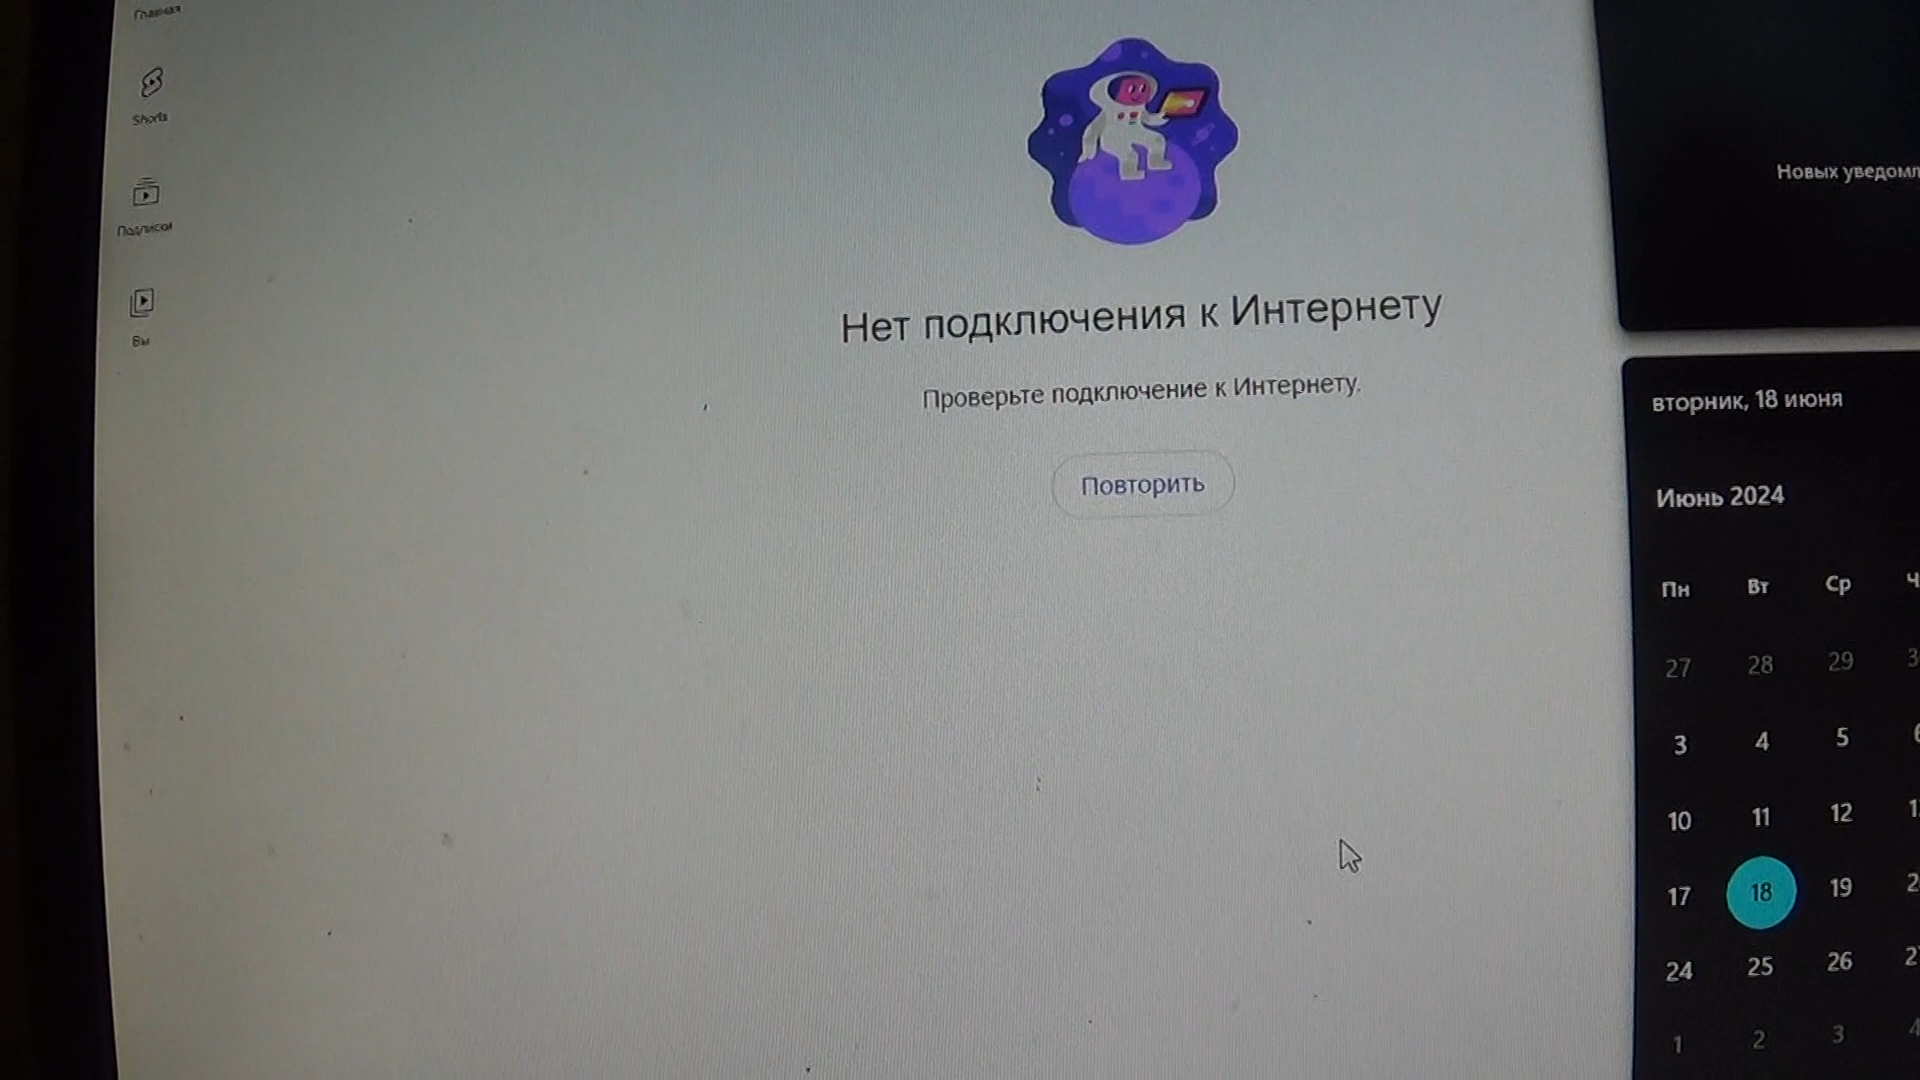 Главная
Shorts
Подписки
Вы
Нет подключения к Интернету
Проверьте подключение к Интернету.
Повторить
Новых
вторник, 18 июня
Июнь 2024
Пн Вт Ср
27 28 29
3 4 5
10 11 12
17 18 19
24 25 26
1 2 3